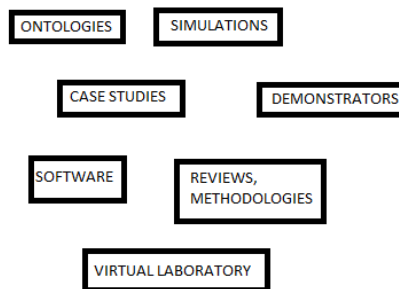 ONTOLOGIES
SIMULATIONS
CASE STUDIES
DEMONSTRATORS
SOFTWARE
REVIEWS,
METHODOLOGIES
VIRTUAL LABORATORY